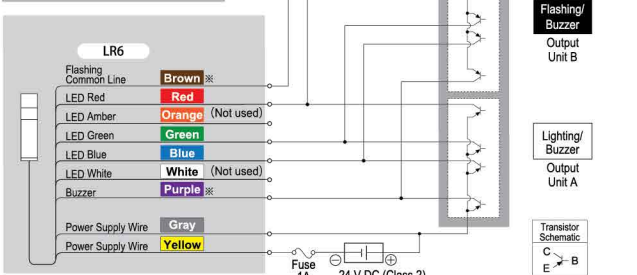 LR6
Flashing
Common Line
Brown ※
LED Red
Red
LED Amber
Orange (Not used)
LED Green
Green
LED Blue
Blue
LED White
White (Not used)
Buzzer
Purple ※
Power Supply Wire
Gray
Power Supply Wire
Yellow
Fuse
1A
24 V DC (Class 2)
Flashing/
Buzzer
Output
Unit B
Lighting/
Buzzer
Output
Unit A
Transistor
Schematic
C
B
E